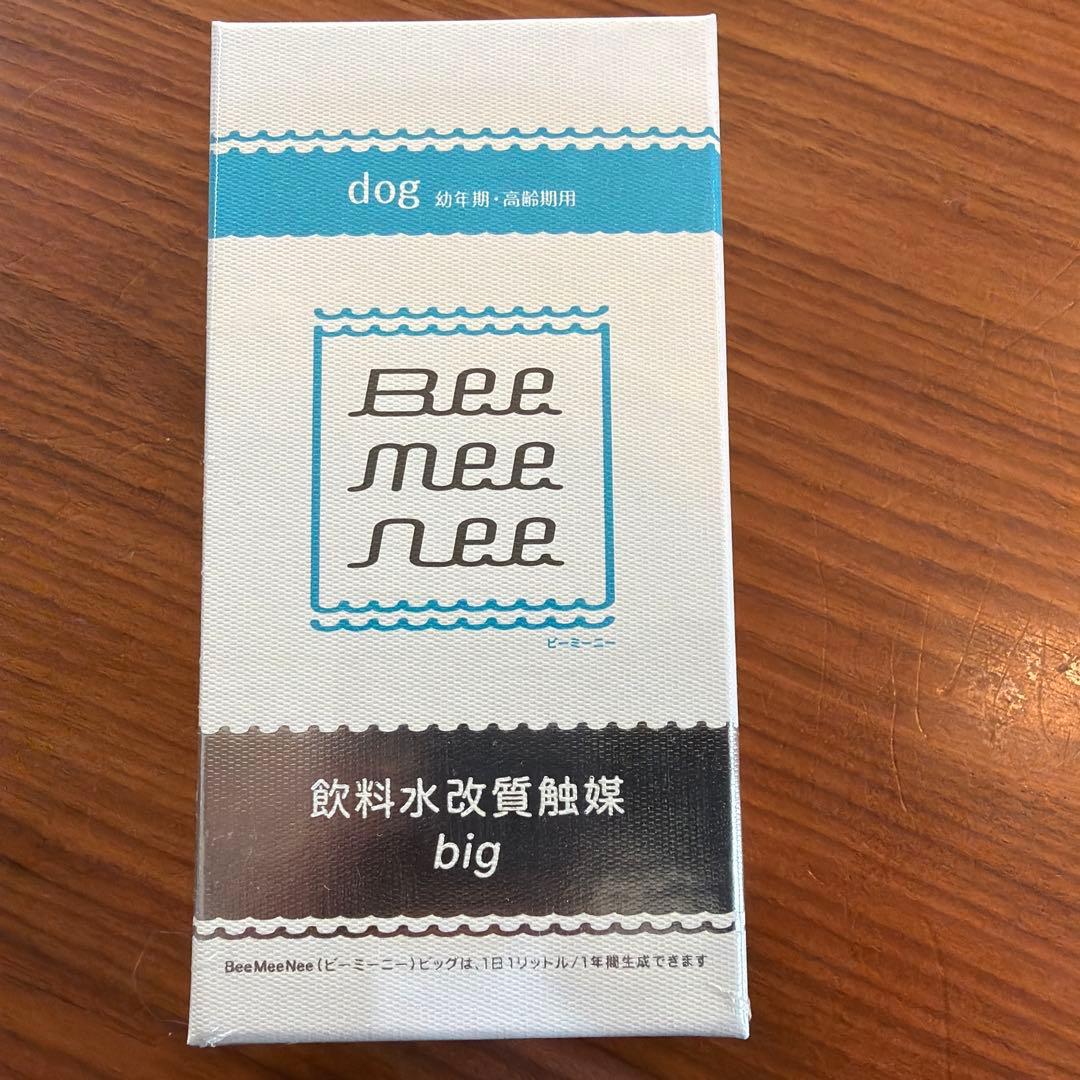 dog 幼年期・高齢期用
Bee
mee
nee
ビーミーニー
飲料水改質触媒
big
BeeMeeNee(ビーミーニー)ビッグは、1日1リットル/1年間生成できます